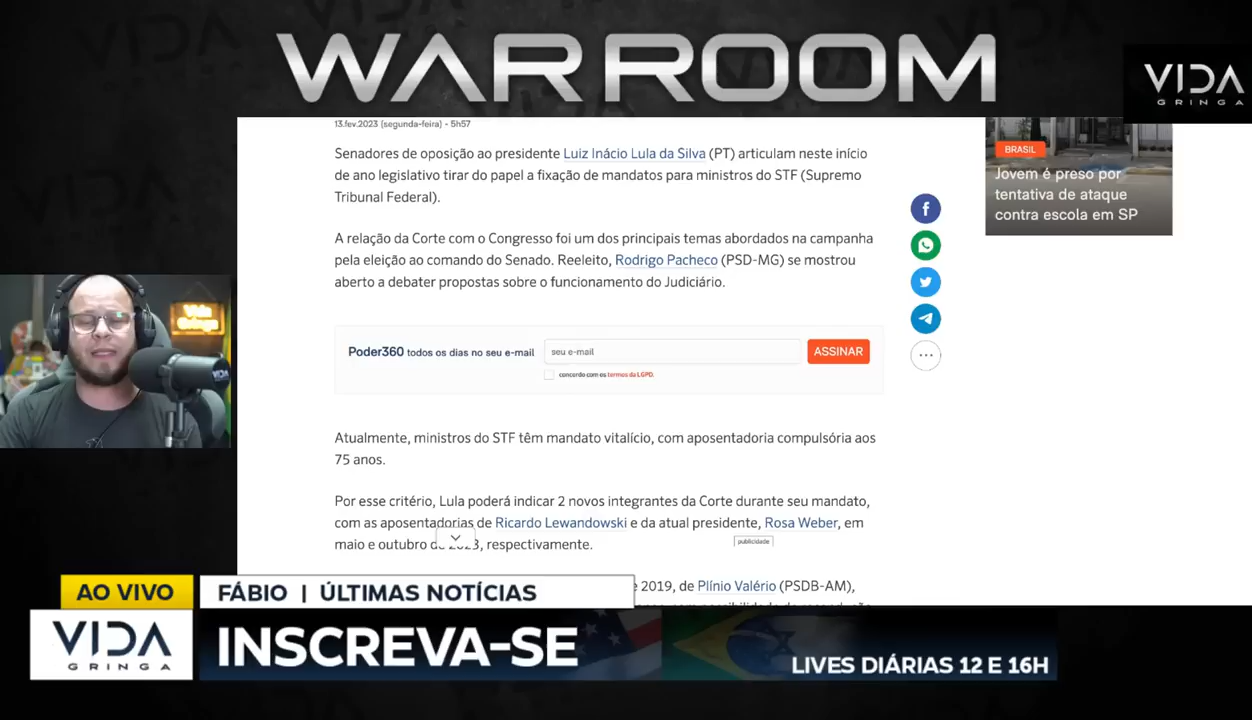 WAR ROOM
VIDA
GRINGA
13.fev.2023 (segunda-feira) - 5h57
Senadores de oposição ao presidente Luiz Inácio Lula da Silva (PT) articulam neste início
de ano legislativo tirar do papel a fixação de mandatos para ministros do STF (Supremo
Tribunal Federal).
A relação da Corte com o Congresso foi um dos principais temas abordados na campanha
pela eleição ao comando do Senado. Reeleito, Rodrigo Pacheco (PSD-MG) se mostrou
aberto a debater propostas sobre o funcionamento do Judiciário.
BRASIL
Jovem é preso por
tentativa de ataque
contra escola em SP
Poder360 todos os dias no seu e-mail
seu e-mail
ASSINAR
concordo com os termos da LGPD.
Vida
Gringa
VIDA
Atualmente, ministros do STF têm mandato vitalício, com aposentadoria compulsória aos
75 anos.
Por esse critério, Lula poderá indicar 2 novos integrantes da Corte durante seu mandato,
com as aposentadorias de Ricardo Lewandowski e da atual presidente, Rosa Weber, em
maio e outubro de 2023, respectivamente.
publicidade
e 2019, de Plínio Valério (PSDB-AM),
AO VIVO
FÁBIO | ÚLTIMAS NOTÍCIAS
VIDA
GRINGA
INSCREVA-SE
LIVES DIÁRIAS 12 E 16H